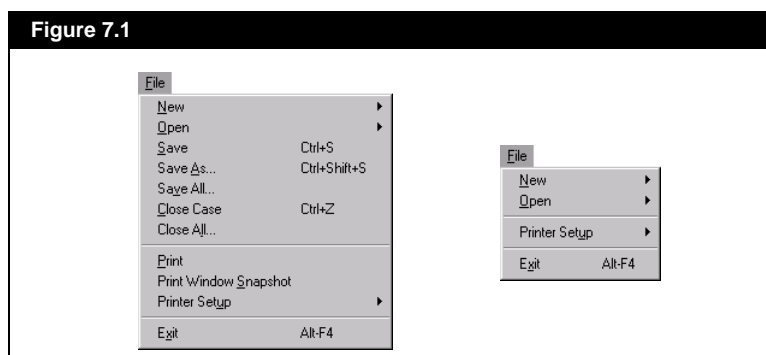 Figure 7.1
File
New
Open
Save Ctrl+S
Save As... Ctrl+Shift+S
Save All...
Close Case Ctrl+Z
Close All...
Print
Print Window Snapshot
Printer Setup
Exit Alt-F4
File
New
Open
Printer Setup
Exit Alt-F4